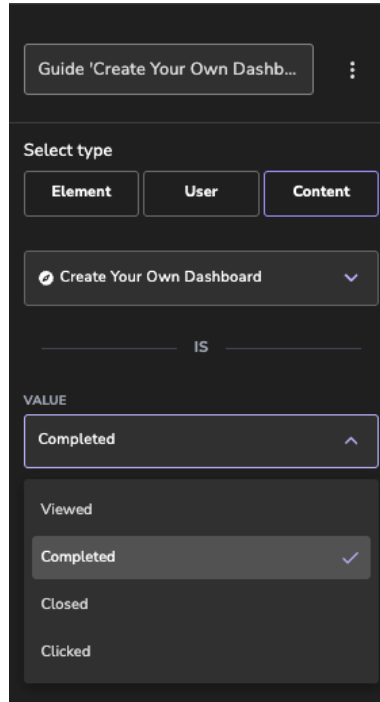 Guide 'Create Your Own Dashb...
Select type
Element
User
Content
Create Your Own Dashboard
IS
VALUE
Completed
Viewed
Completed
Closed
Clicked